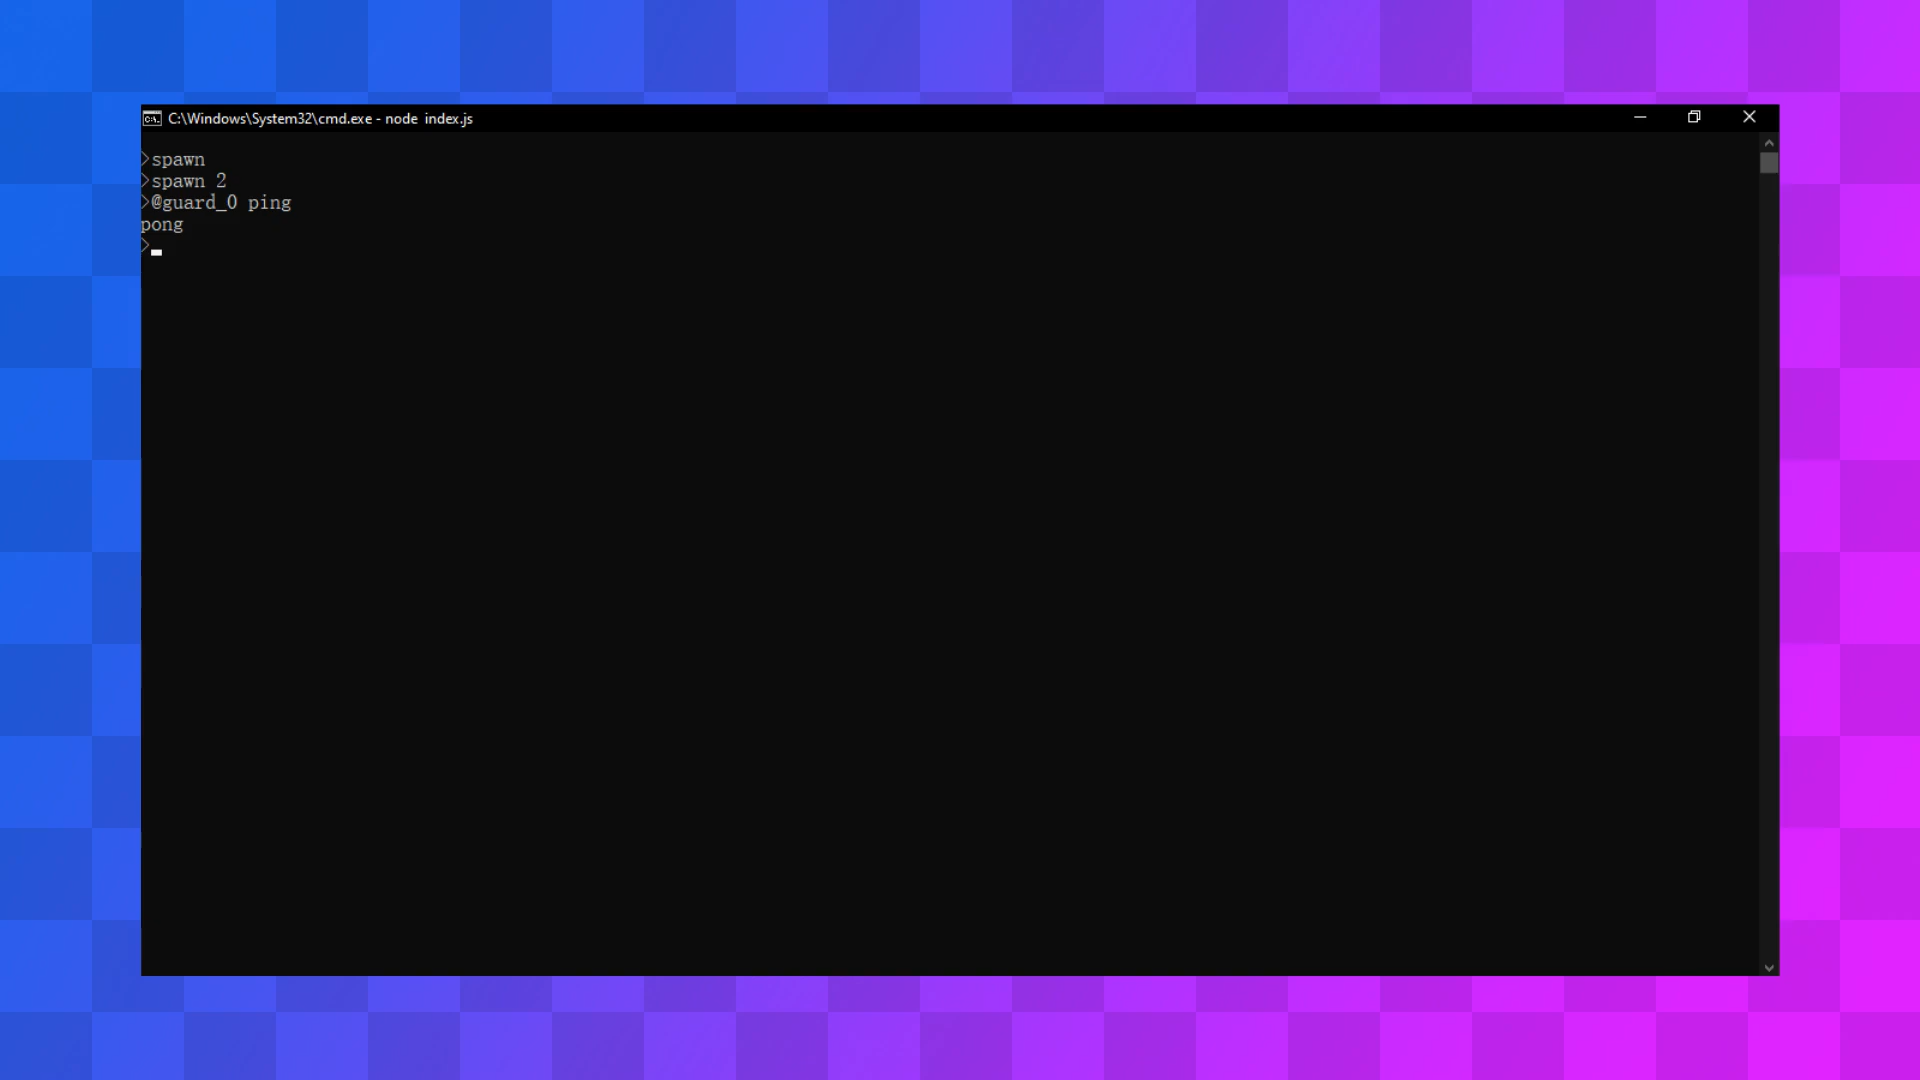 C:\Windows\System32\cmd.exe - node  index.js
>spawn
>spawn 2
>@guard_0 ping
pong
>